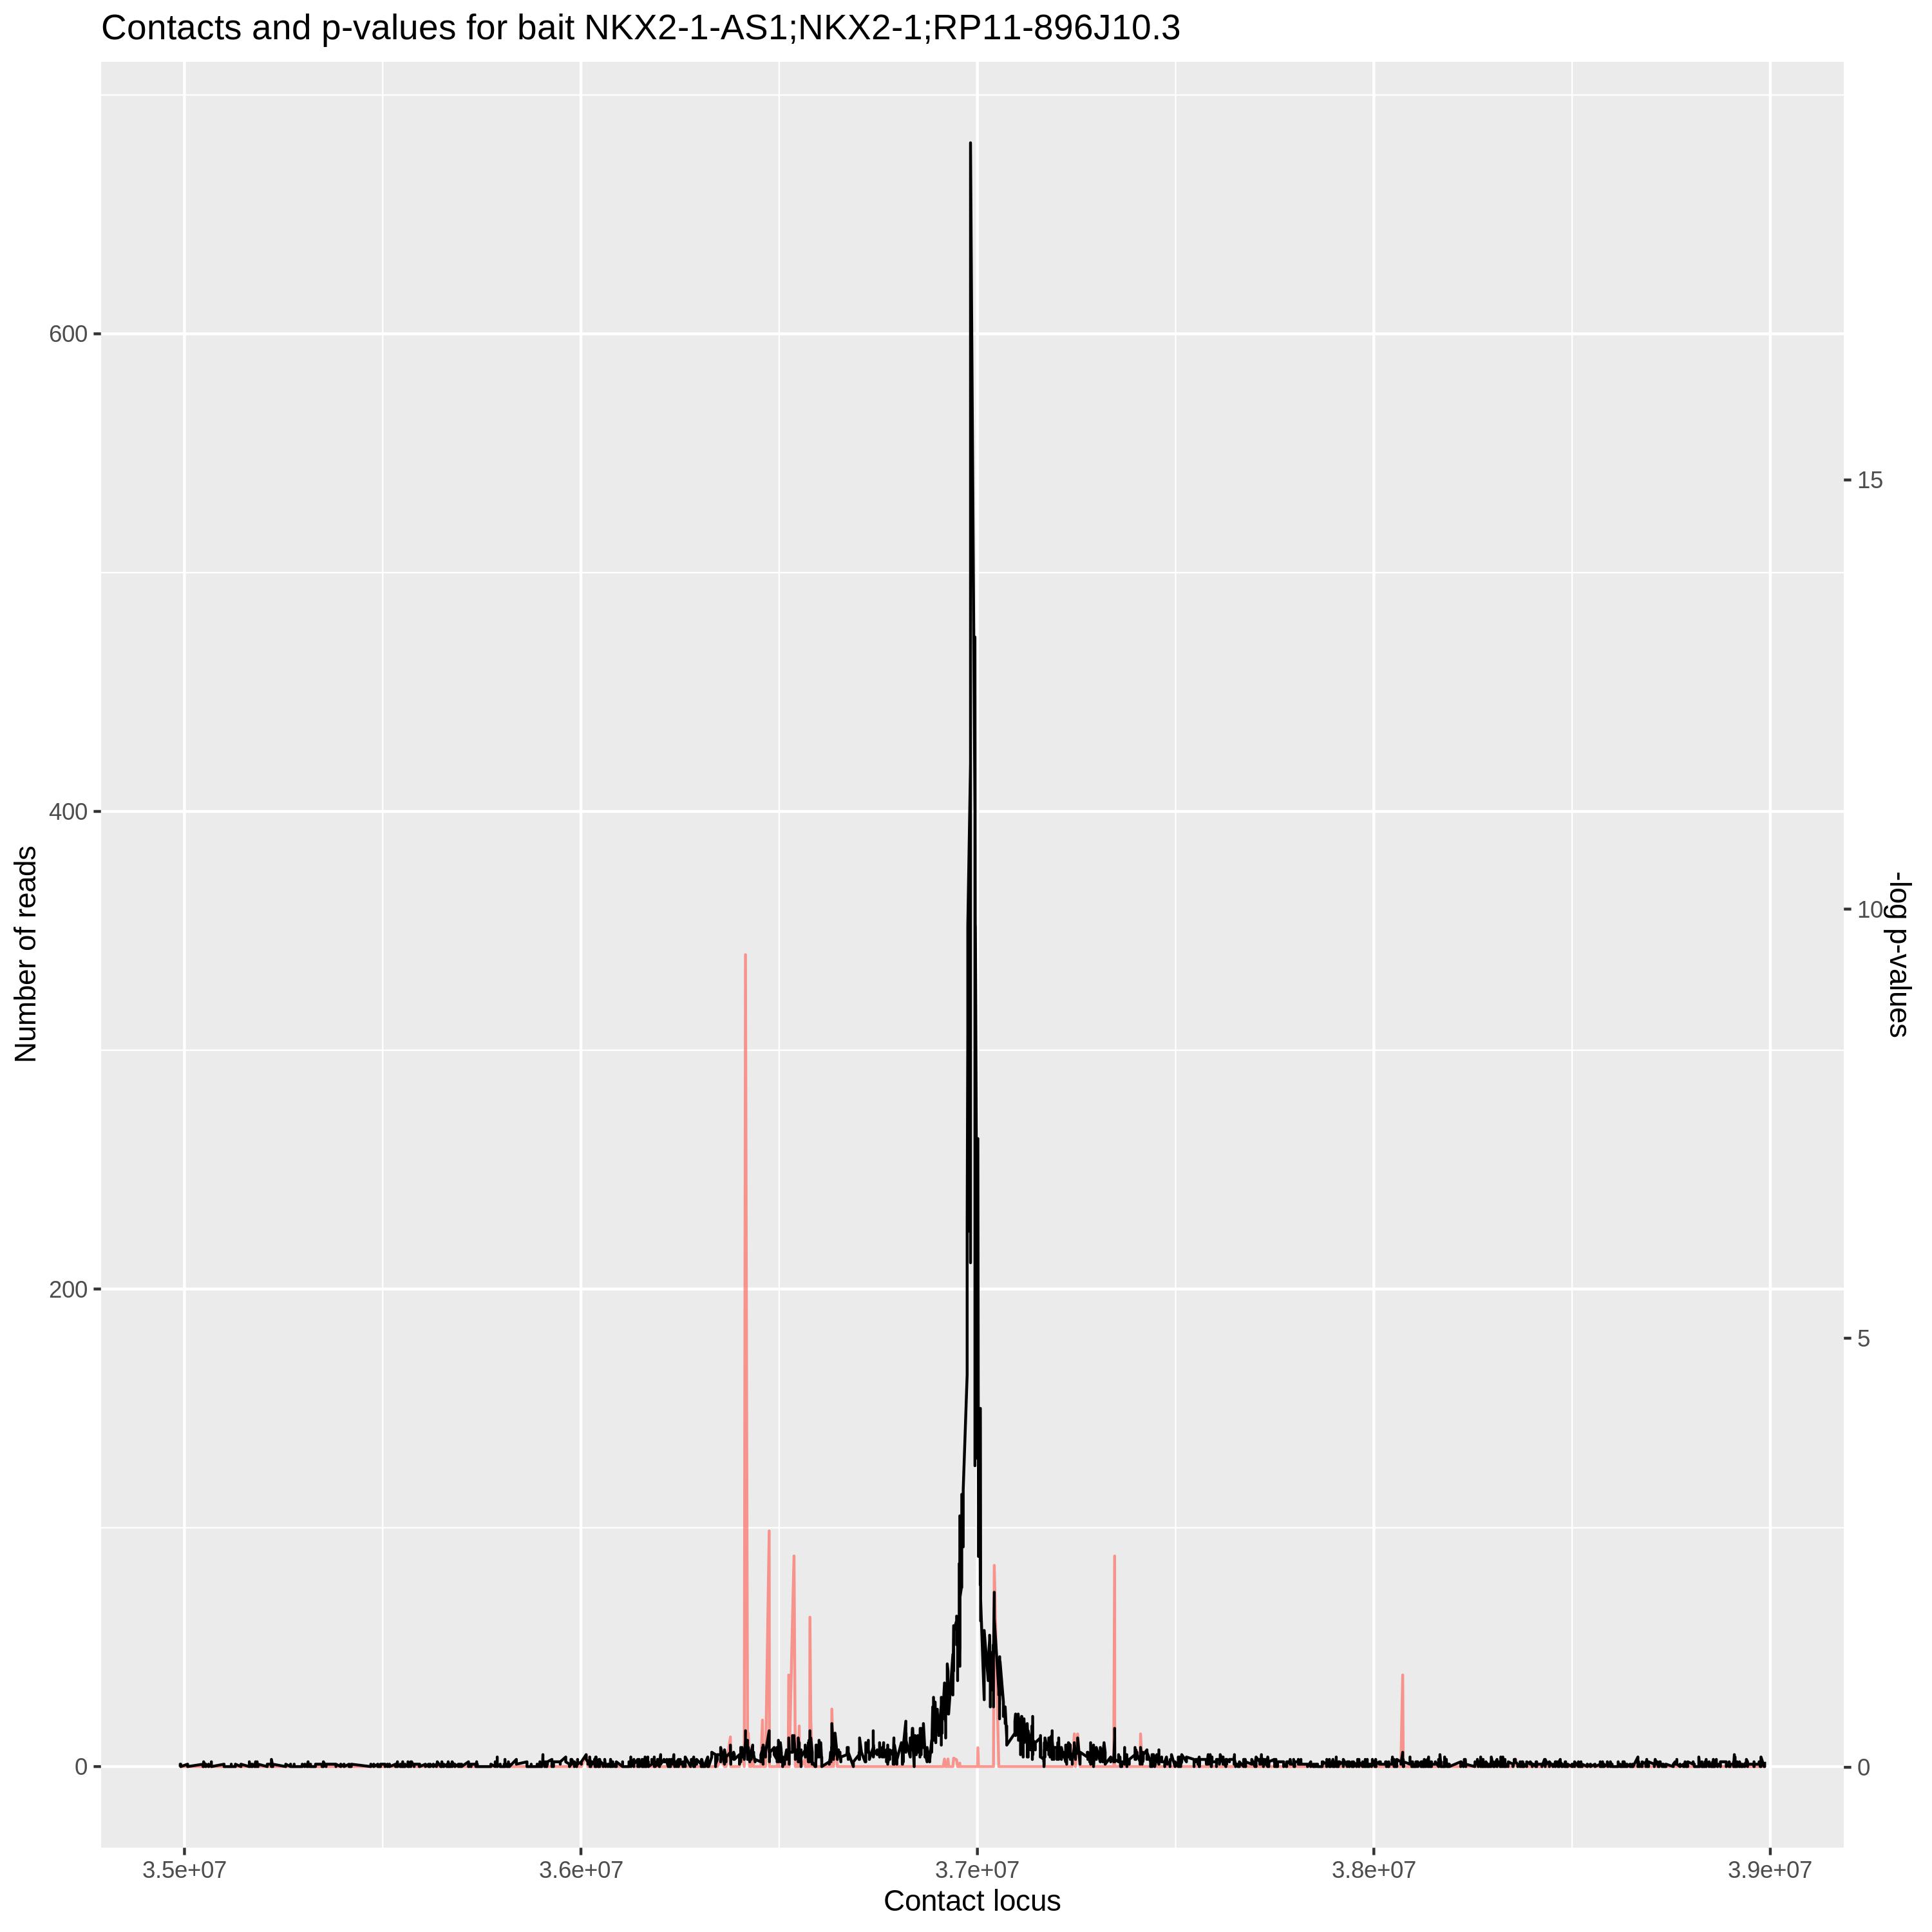 Contacts and p-values for bait NKX2-1-AS1;NKX2-1;RP11-896J10.3
600
400
200
0
Number of reads
15
10
5
0
-log p-values
3.5e+07
3.6e+07
3.7e+07
3.8e+07
3.9e+07
Contact locus